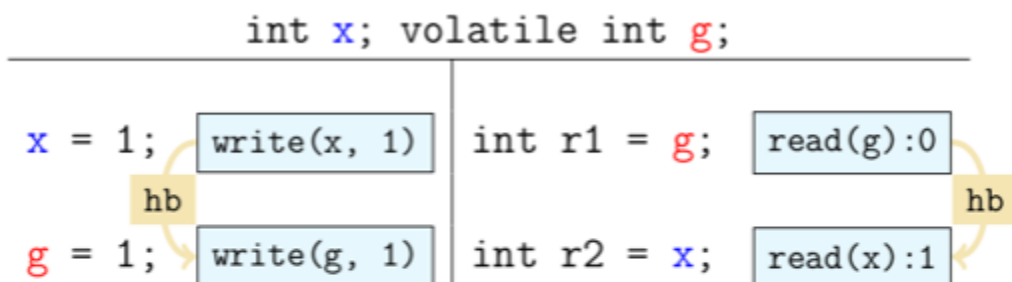 int x; volatile int g;
x = 1; write(x, 1) int r1 = g; read(g):0
hb hb
g = 1; write(g, 1) int r2 = x; read(x):1